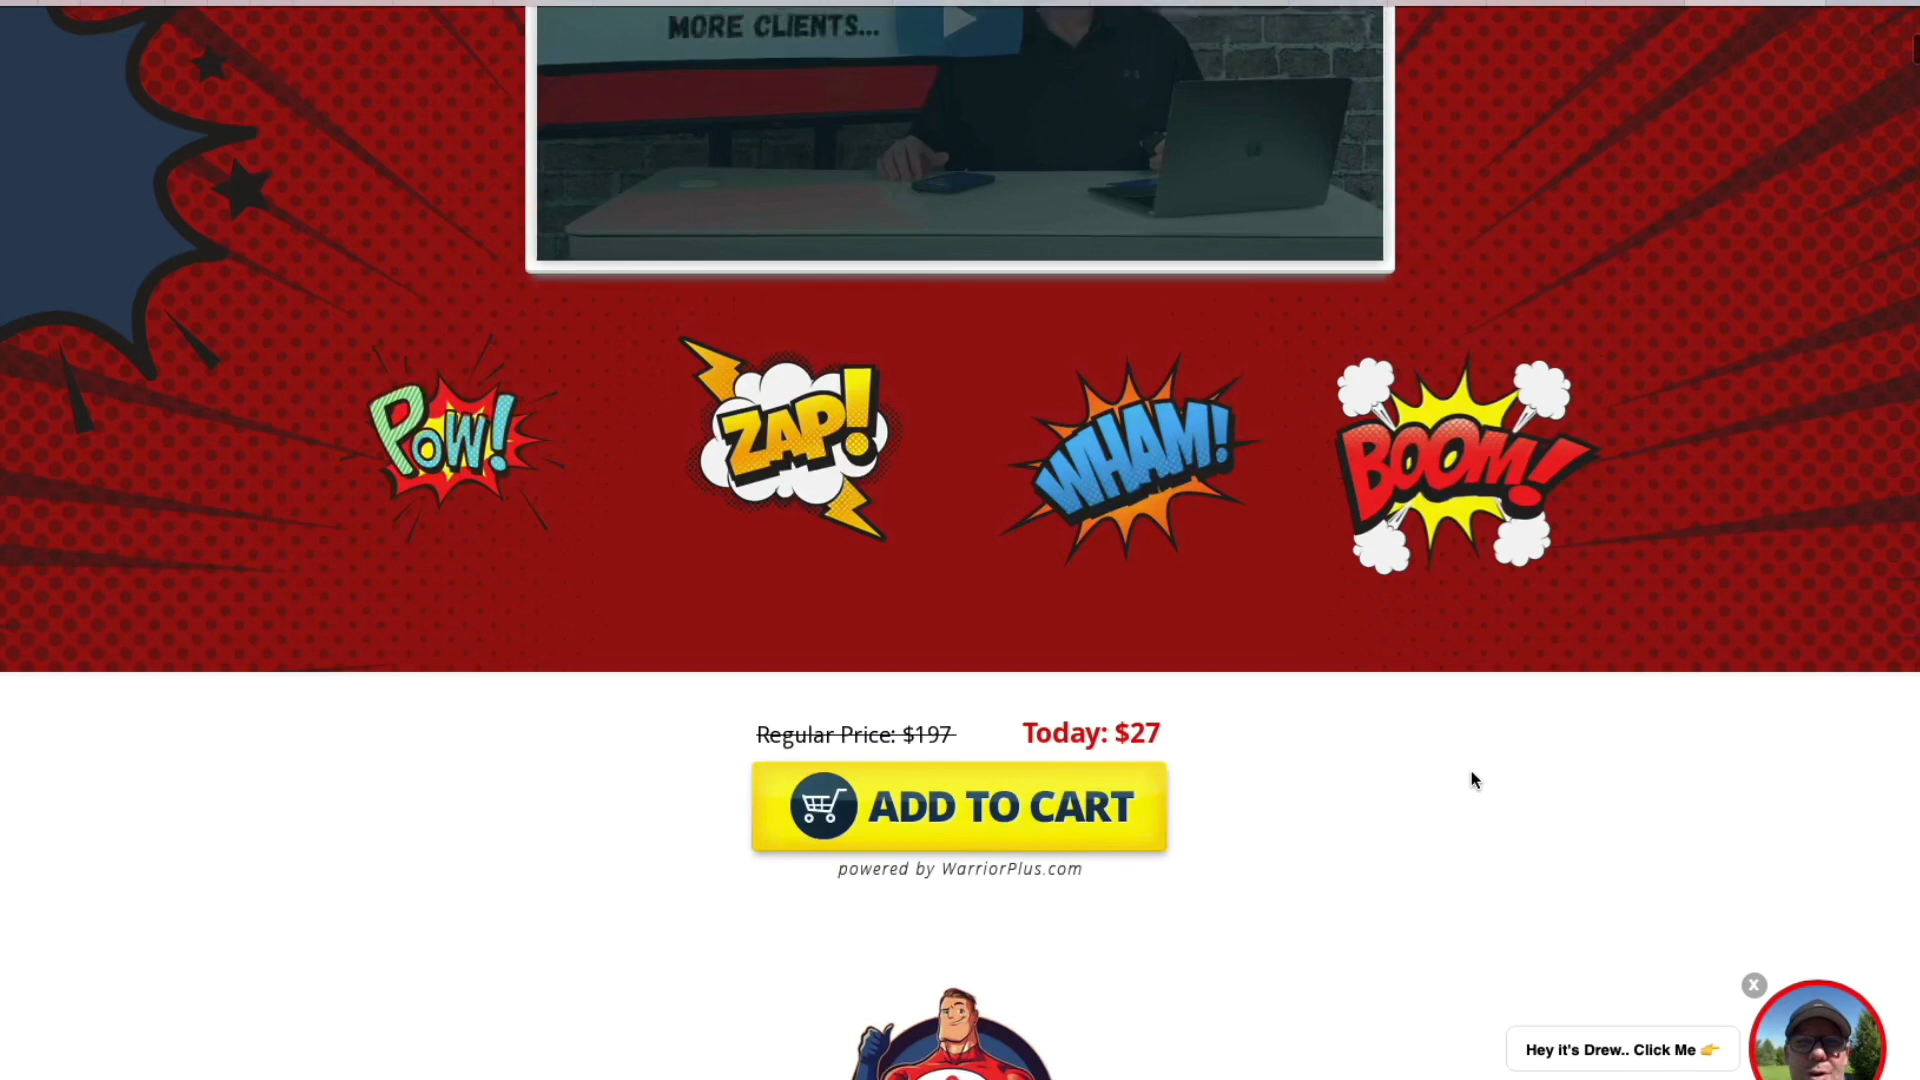 MORE CLIENTS...
POW!
ZAP!
WHAM!
BOOM!
Regular Price: $197
Today: $27
ADD TO CART
powered by WarriorPlus.com
X
Hey it's Drew.. Click Me 👉